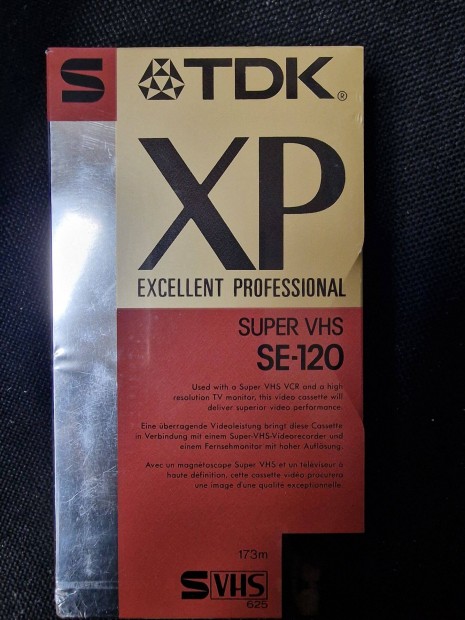 S TDK®
XP
EXCELLENT PROFESSIONAL
SUPER VHS
SE-120
Used with a Super VHS VCR and a high
resolution TV monitor, this video cassette will
deliver superior video performance.
Eine überragende Videoleistung bringt diese Cassette
in Verbindung mit einem Super-VHS-Videorecorder und
einem Fernsehmonitor mit hoher Auflösung.
Avec un magnétoscope Super VHS et un téléviseur à
haute définition, cette cassette vidéo procurera
une image d'une qualité exceptionnelle.
173m
S VHS
625